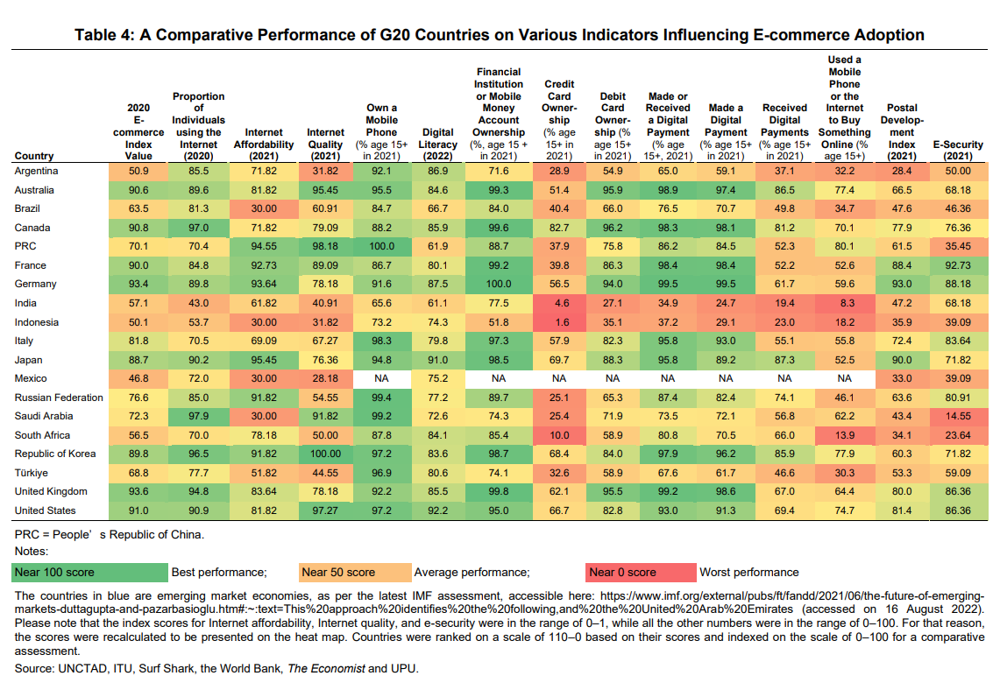 Table 4: A Comparative Performance of G20 Countries on Various Indicators Influencing E-commerce Adoption
Country 2020 E-commerce Index Value Proportion of Individuals using the Internet (2020) Internet Affordability (2021) Internet Quality (2021) Own a Mobile Phone (% age 15+ in 2021) Digital Literacy (2022) Financial Institution or Mobile Money Account Ownership (%, age 15 + in 2021) Credit Card Owner-ship (% age 15+ in 2021) Debit Card Owner-ship (% age 15+ in 2021) Made or Received a Digital Payment (% age 15+, 2021) Made a Digital Payment (% age 15+ in 2021) Received Digital Payments (% age 15+ in 2021) Used a Mobile Phone or the Internet to Buy Something Online (% age 15+) Postal Develop-ment Index (2021) E-Security (2021)
Argentina 50.9 85.5 71.82 31.82 92.1 86.9 71.6 28.9 54.9 65.0 59.1 37.1 32.2 28.4 50.00
Australia 90.6 89.6 81.82 95.45 95.5 84.6 99.3 51.4 95.9 98.9 97.4 86.5 77.4 66.5 68.18
Brazil 63.5 81.3 30.00 60.91 84.7 66.7 84.0 40.4 66.0 76.5 70.7 49.8 34.7 47.6 46.36
Canada 90.8 97.0 71.82 79.09 88.2 85.9 99.6 82.7 96.2 98.3 98.1 81.2 70.1 77.9 76.36
PRC 70.1 70.4 94.55 98.18 100.0 61.9 88.7 37.9 75.8 86.2 84.5 52.3 80.1 61.5 35.45
France 90.0 84.8 92.73 89.09 86.7 80.1 99.2 39.8 86.3 98.4 98.4 52.2 52.6 88.4 92.73
Germany 93.4 89.8 93.64 78.18 91.6 87.5 100.0 56.5 94.0 99.5 99.5 61.7 59.6 93.0 88.18
India 57.1 43.0 61.82 40.91 65.6 61.1 77.5 4.6 27.1 34.9 24.7 19.4 8.3 47.2 68.18
Indonesia 50.1 53.7 30.00 31.82 73.2 74.3 51.8 1.6 35.1 37.2 29.1 23.0 18.2 35.9 39.09
Italy 81.8 70.5 69.09 67.27 98.3 79.8 97.3 57.9 82.3 95.8 93.0 55.1 55.8 72.4 83.64
Japan 88.7 90.2 95.45 76.36 94.8 91.0 98.5 69.7 88.3 95.8 89.2 87.3 52.5 90.0 71.82
Mexico 46.8 72.0 30.00 28.18 NA 75.2 NA NA NA NA NA NA NA 33.0 39.09
Russian Federation 76.6 85.0 91.82 54.55 99.4 77.2 89.7 25.1 65.3 87.4 82.4 74.1 46.1 63.6 80.91
Saudi Arabia 72.3 97.9 30.00 91.82 99.2 72.6 74.3 25.4 71.9 73.5 72.1 56.8 62.2 43.4 14.55
South Africa 56.5 70.0 78.18 50.00 87.8 84.1 85.4 10.0 58.9 80.8 70.5 66.0 13.9 34.1 23.64
Republic of Korea 89.8 96.5 91.82 100.00 97.2 83.6 98.7 68.4 84.0 97.9 96.2 85.9 77.9 60.3 71.82
Türkiye 68.8 77.7 51.82 44.55 96.9 80.6 74.1 32.6 58.9 67.6 61.7 46.6 30.3 53.3 59.09
United Kingdom 93.6 94.8 83.64 78.18 92.2 85.5 99.8 62.1 95.5 99.2 98.6 67.0 64.4 80.0 86.36
United States 91.0 90.9 81.82 97.27 97.2 92.2 95.0 66.7 82.8 93.0 91.3 69.4 74.7 81.4 86.36
PRC = People’ s Republic of China.
Notes:
Near 100 score Best performance; Near 50 score Average performance; Near 0 score Worst performance
The countries in blue are emerging market economies, as per the latest IMF assessment, accessible here: https://www.imf.org/external/pubs/ft/fandd/2021/06/the-future-of-emerging-
markets-duttagupta-and-pazarbasioglu.htm#:~:text=This%20approach%20identifies%20the%20following,and%20the%20United%20Arab%20Emirates (accessed on 16 August 2022).
Please note that the index scores for Internet affordability, Internet quality, and e-security were in the range of 0–1, while all the other numbers were in the range of 0–100. For that reason,
the scores were recalculated to be presented on the heat map. Countries were ranked on a scale of 110–0 based on their scores and indexed on the scale of 0–100 for a comparative
assessment.
Source: UNCTAD, ITU, Surf Shark, the World Bank, The Economist and UPU.